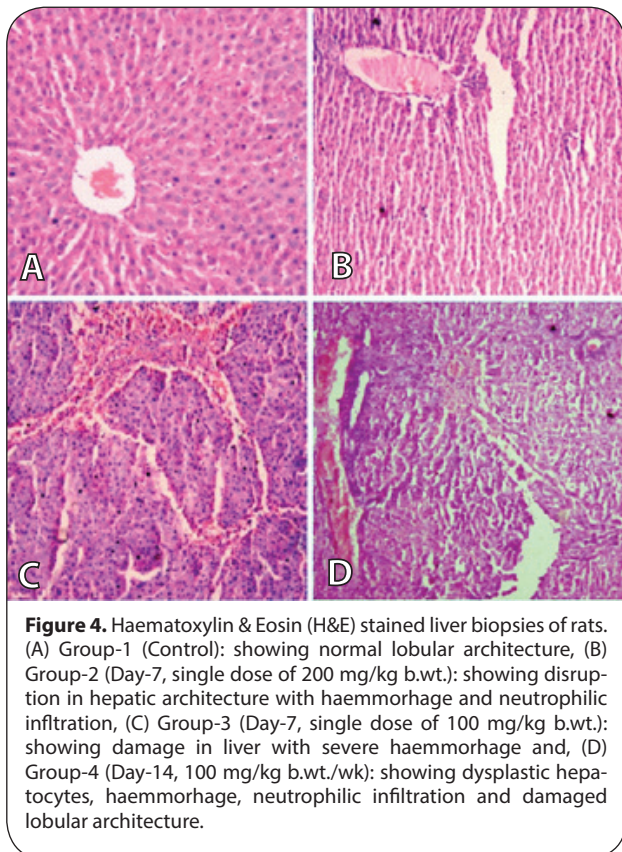 A
B
C
D
Figure 4. Haematoxylin & Eosin (H&E) stained liver biopsies of rats.
(A) Group-1 (Control): showing normal lobular architecture, (B)
Group-2 (Day-7, single dose of 200 mg/kg b.wt.): showing disrup-
tion in hepatic architecture with haemmorhage and neutrophilic
infltration, (C) Group-3 (Day-7, single dose of 100 mg/kg b.wt.):
showing damage in liver with severe haemmorhage and, (D)
Group-4 (Day-14, 100 mg/kg b.wt./wk): showing dysplastic hepa-
tocytes, haemmorhage, neutrophilic infiltration and damaged
lobular architecture.